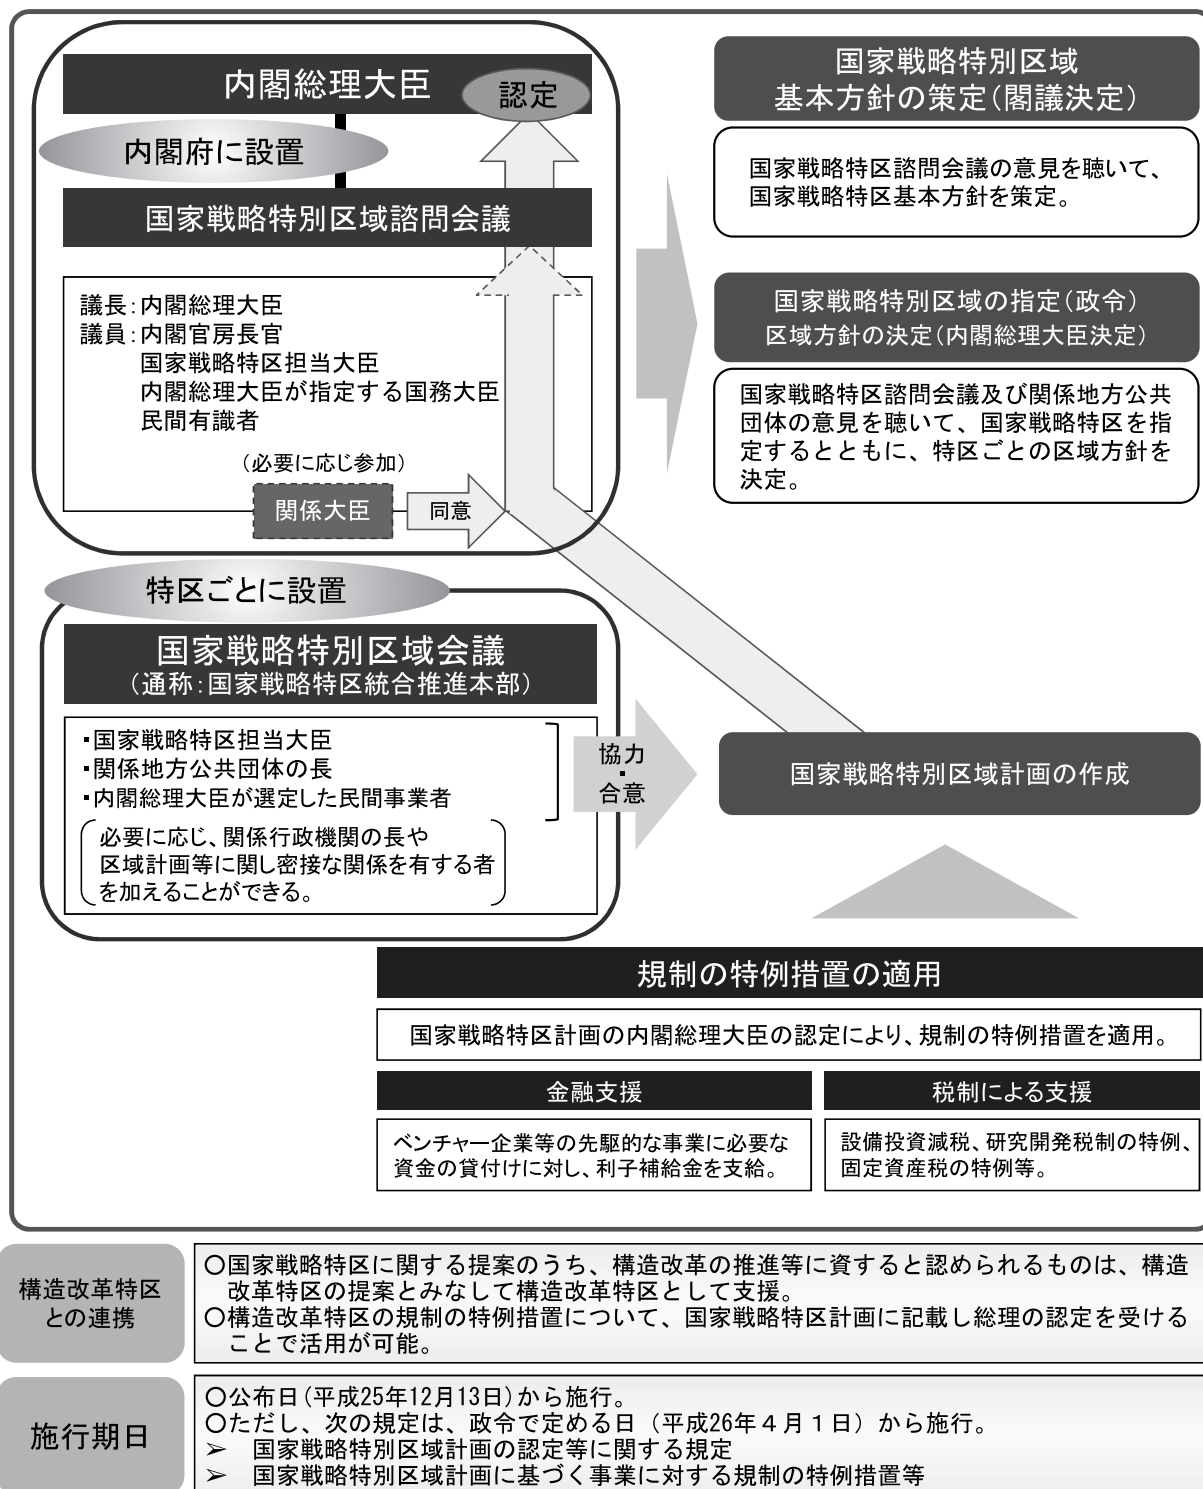 内閣総理大臣
認定
内閣府に設置
国家戦略特別区域諮問会議
議長：内閣総理大臣
議員：内閣官房長官
国家戦略特区担当大臣
内閣総理大臣が指定する国務大臣
民間有識者
（必要に応じ参加）
関係大臣
同意
国家戦略特別区域
基本方針の策定（閣議決定）
国家戦略特区諮問会議の意見を聴いて、
国家戦略特区基本方針を策定。
国家戦略特別区域の指定（政令）
区域方針の決定（内閣総理大臣決定）
国家戦略特区諮問会議及び関係地方公共
団体の意見を聴いて、国家戦略特区を指
定するとともに、特区ごとの区域方針を
決定。
特区ごとに設置
国家戦略特別区域会議
（通称：国家戦略特区統合推進本部）
・国家戦略特区担当大臣
・関係地方公共団体の長
・内閣総理大臣が選定した民間事業者
必要に応じ、関係行政機関の長や
区域計画等に関し密接な関係を有する者
を加えることができる。
協力
・
合意
国家戦略特別区域計画の作成
規制の特例措置の適用
国家戦略特区計画の内閣総理大臣の認定により、規制の特例措置を適用。
金融支援
ベンチャー企業等の先駆的な事業に必要な
資金の貸付けに対し、利子補給金を支給。
税制による支援
設備投資減税、研究開発税制の特例、
固定資産税の特例等。
構造改革特区
との連携
○国家戦略特区に関する提案のうち、構造改革の推進等に資すると認められるものは、構造
改革特区の提案とみなして構造改革特区として支援。
○構造改革特区の規制の特例措置について、国家戦略特区計画に記載し総理の認定を受ける
ことで活用が可能。
施行期日
○公布日（平成25年12月13日）から施行。
○ただし、次の規定は、政令で定める日（平成26年４月１日）から施行。
➢ 国家戦略特別区域計画の認定等に関する規定
➢ 国家戦略特別区域計画に基づく事業に対する規制の特例措置等